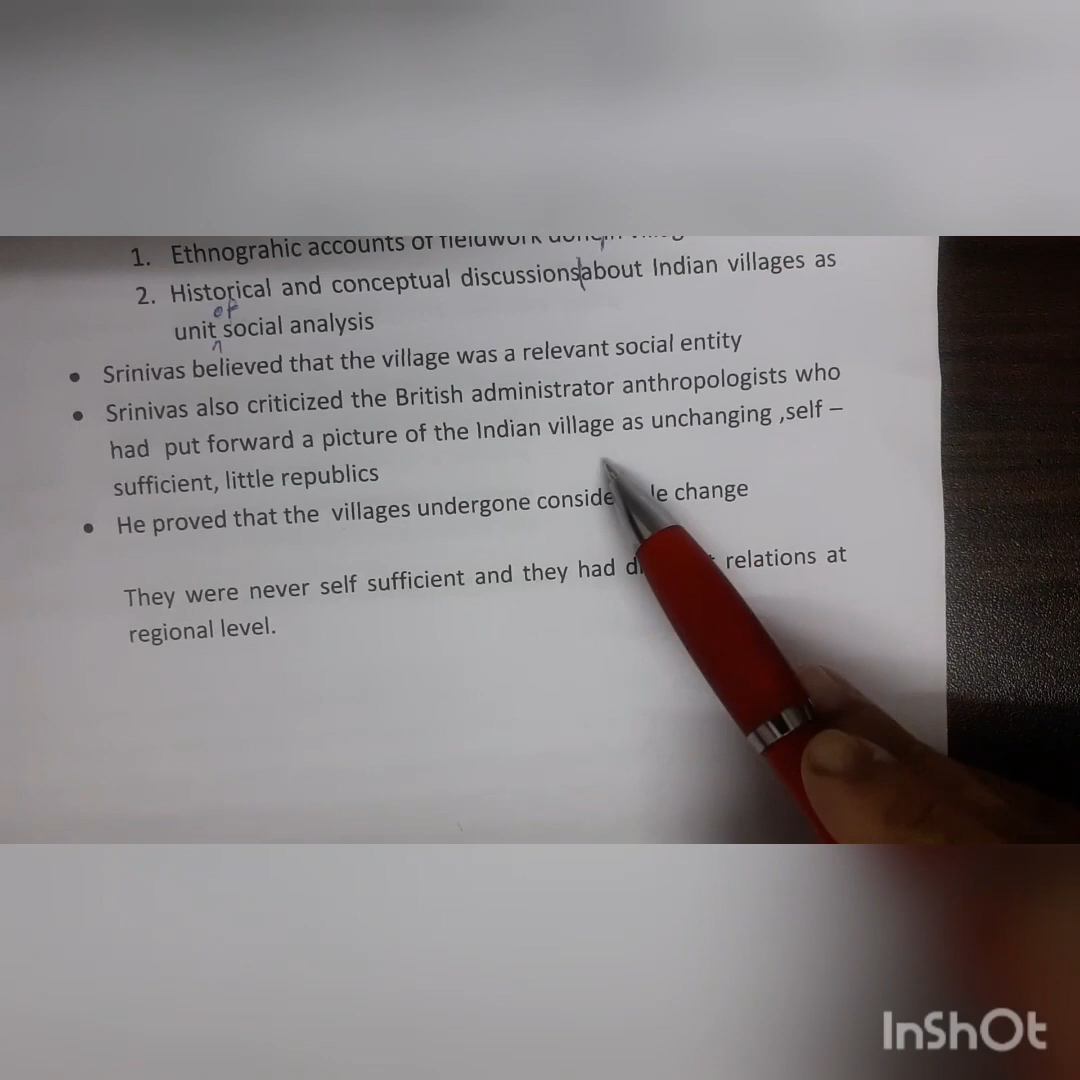 1. Ethnograhic accounts of fieldwork
2. Historical and conceptual discussions about Indian villages as
of
unit social analysis
• Srinivas believed that the village was a relevant social entity
• Srinivas also criticized the British administrator anthropologists who
had put forward a picture of the Indian village as unchanging ,self –
sufficient, little republics
• He proved that the villages undergone change
They were never self sufficient and they had relations at
regional level.
InShOt